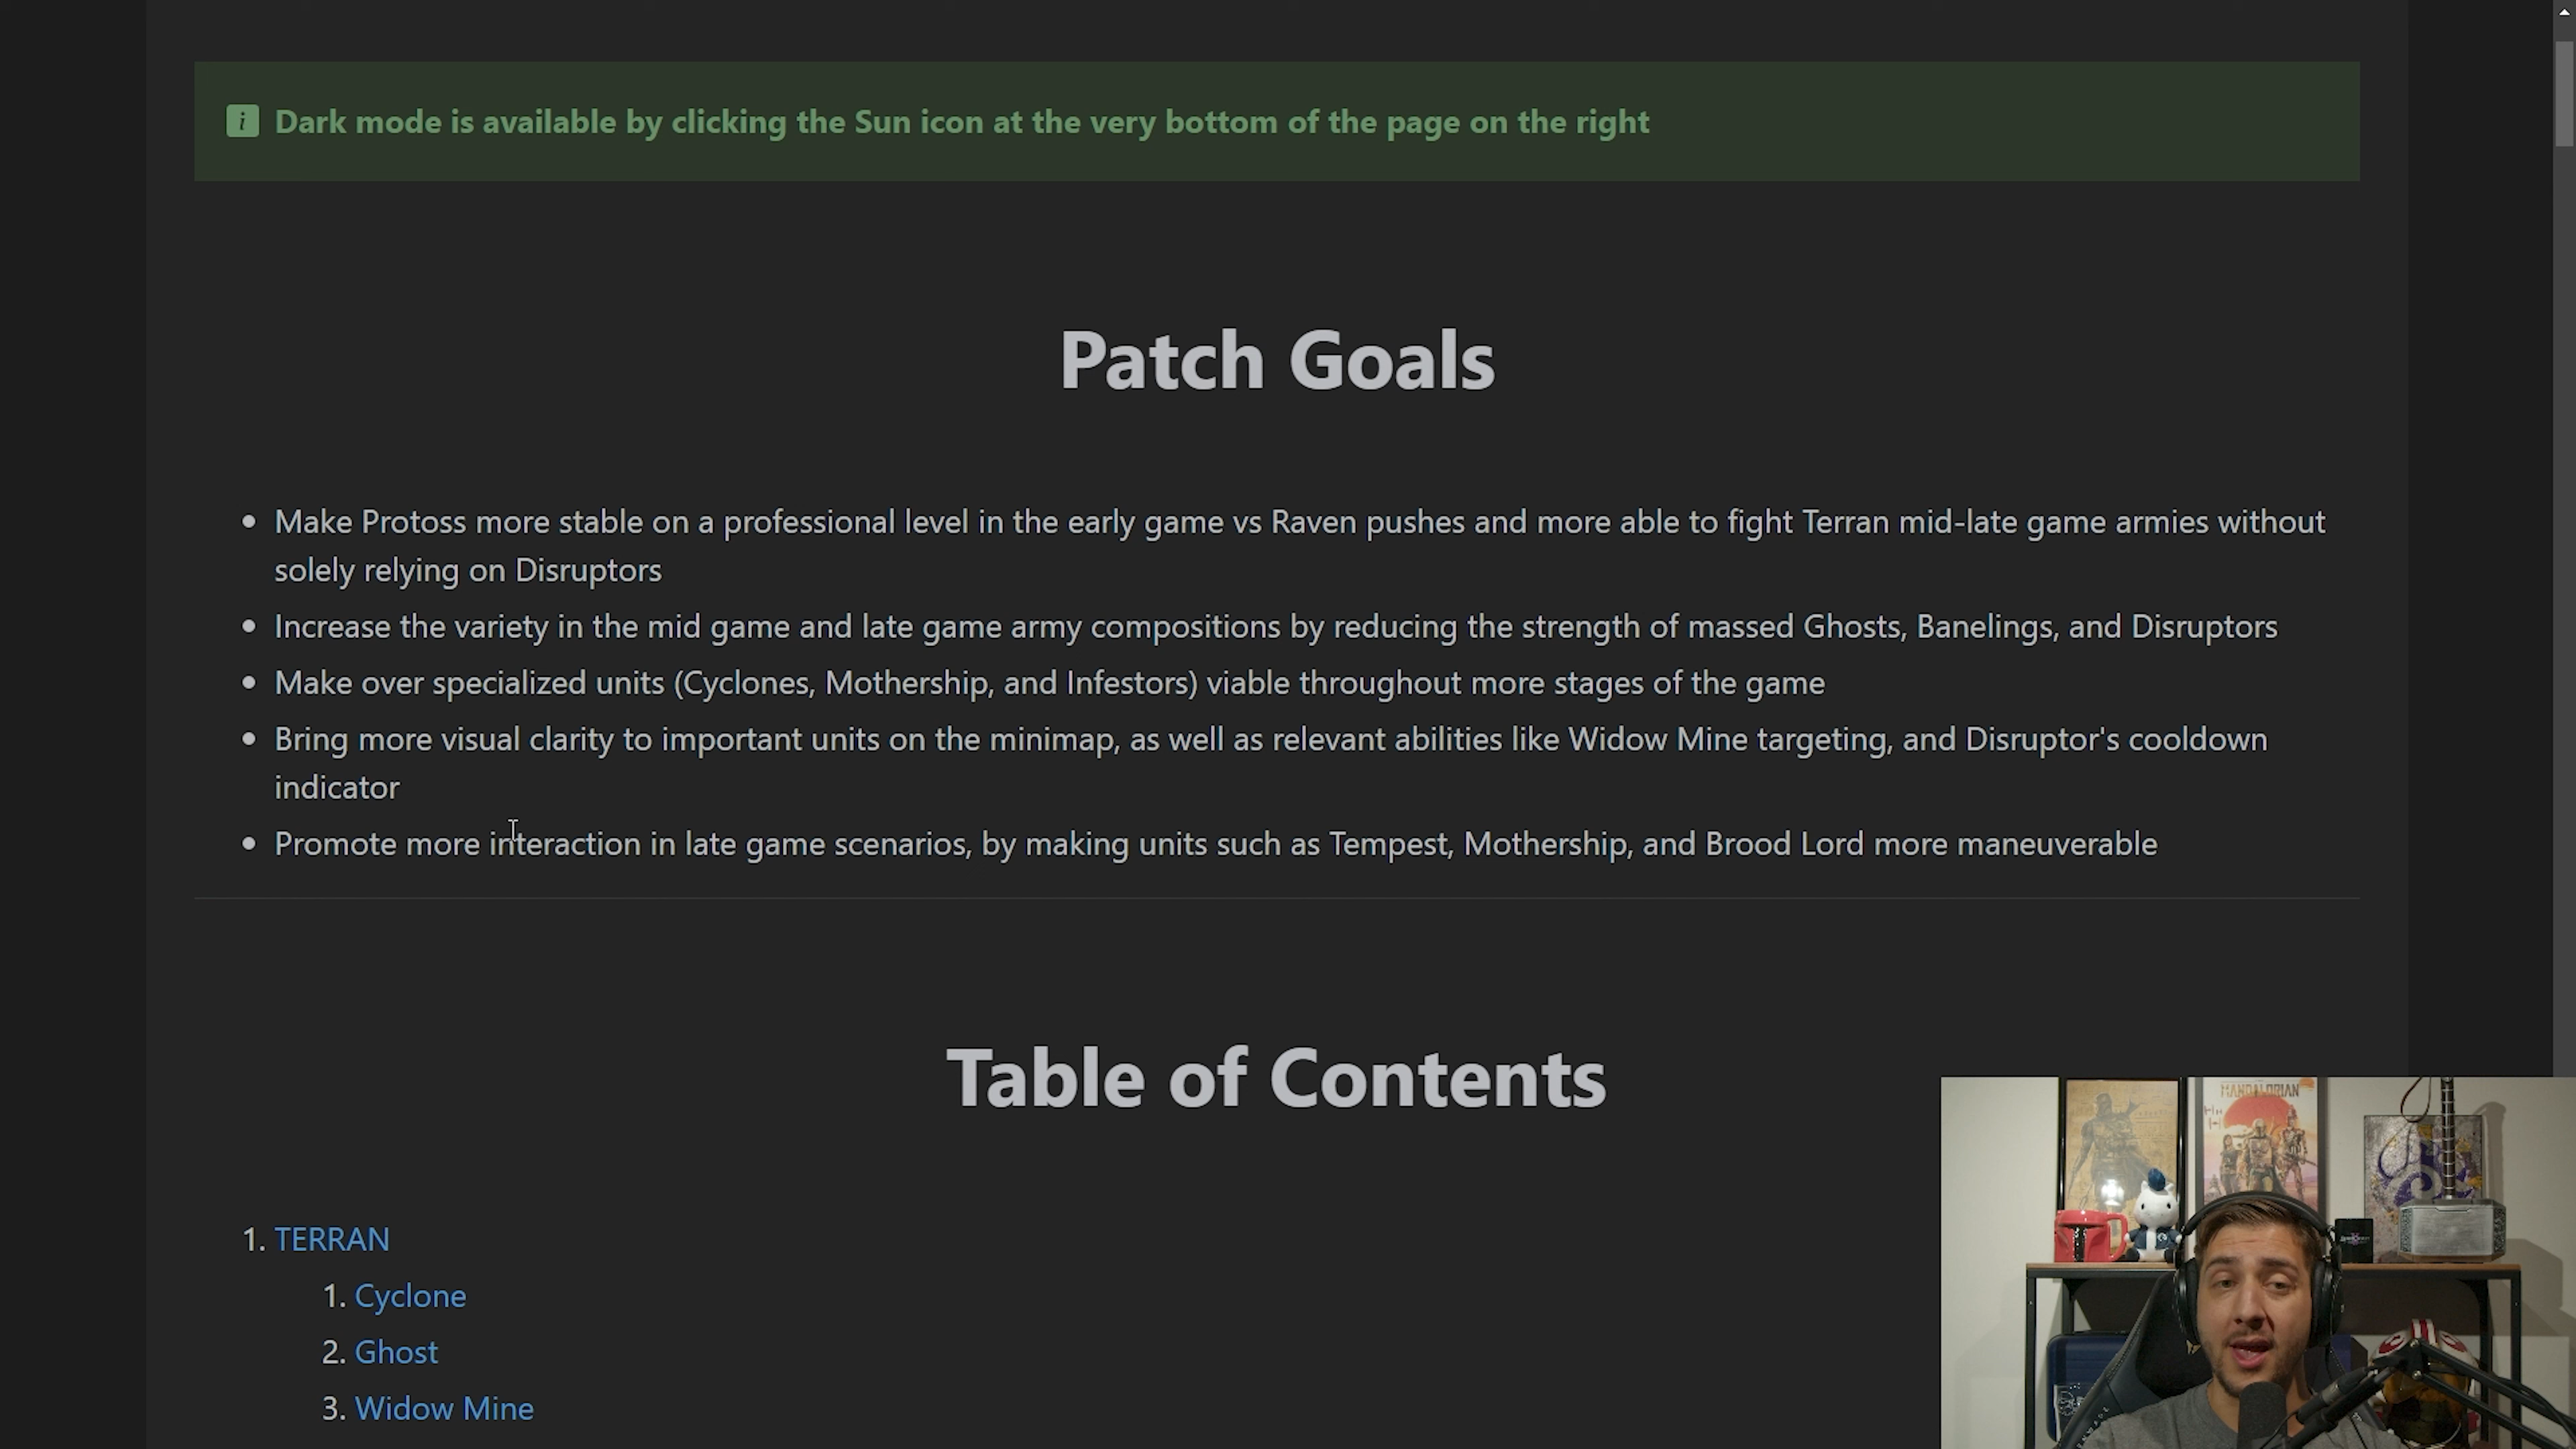 Dark mode is available by clicking the Sun icon at the very bottom of the page on the right
Patch Goals
Make Protoss more stable on a professional level in the early game vs Raven pushes and more able to fight Terran mid-late game armies without
solely relying on Disruptors
Increase the variety in the mid game and late game army compositions by reducing the strength of massed Ghosts, Banelings, and Disruptors
Make over specialized units (Cyclones, Mothership, and Infestors) viable throughout more stages of the game
Bring more visual clarity to important units on the minimap, as well as relevant abilities like Widow Mine targeting, and Disruptor's cooldown
indicator
Promote more interaction in late game scenarios, by making units such as Tempest, Mothership, and Brood Lord more maneuverable
Table of Contents
1. TERRAN
1. Cyclone
2. Ghost
3. Widow Mine
MANDALORIAN